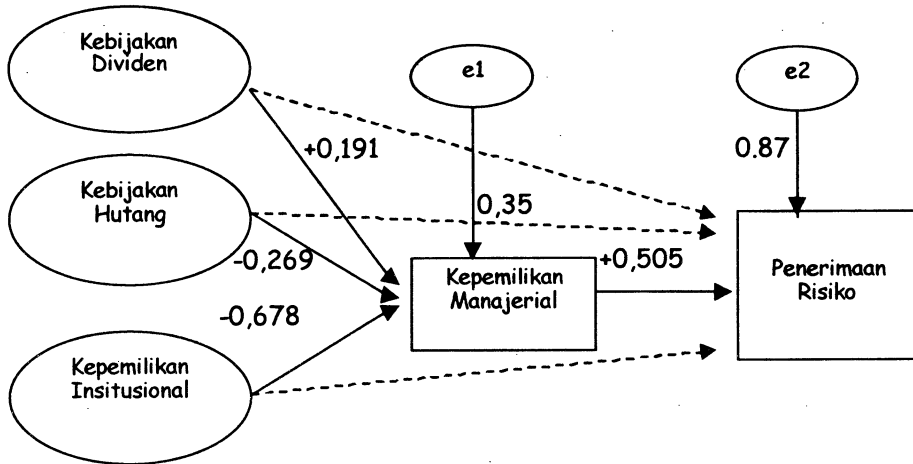 Kebijakan
Dividen
e1
e2
+0,191
0.87
Kebijakan
Hutang
0,35
-0,269
+0,505
Kepemilikan
Manajerial
Penerimaan
Risiko
-0,678
Kepemilikan
Insitusional